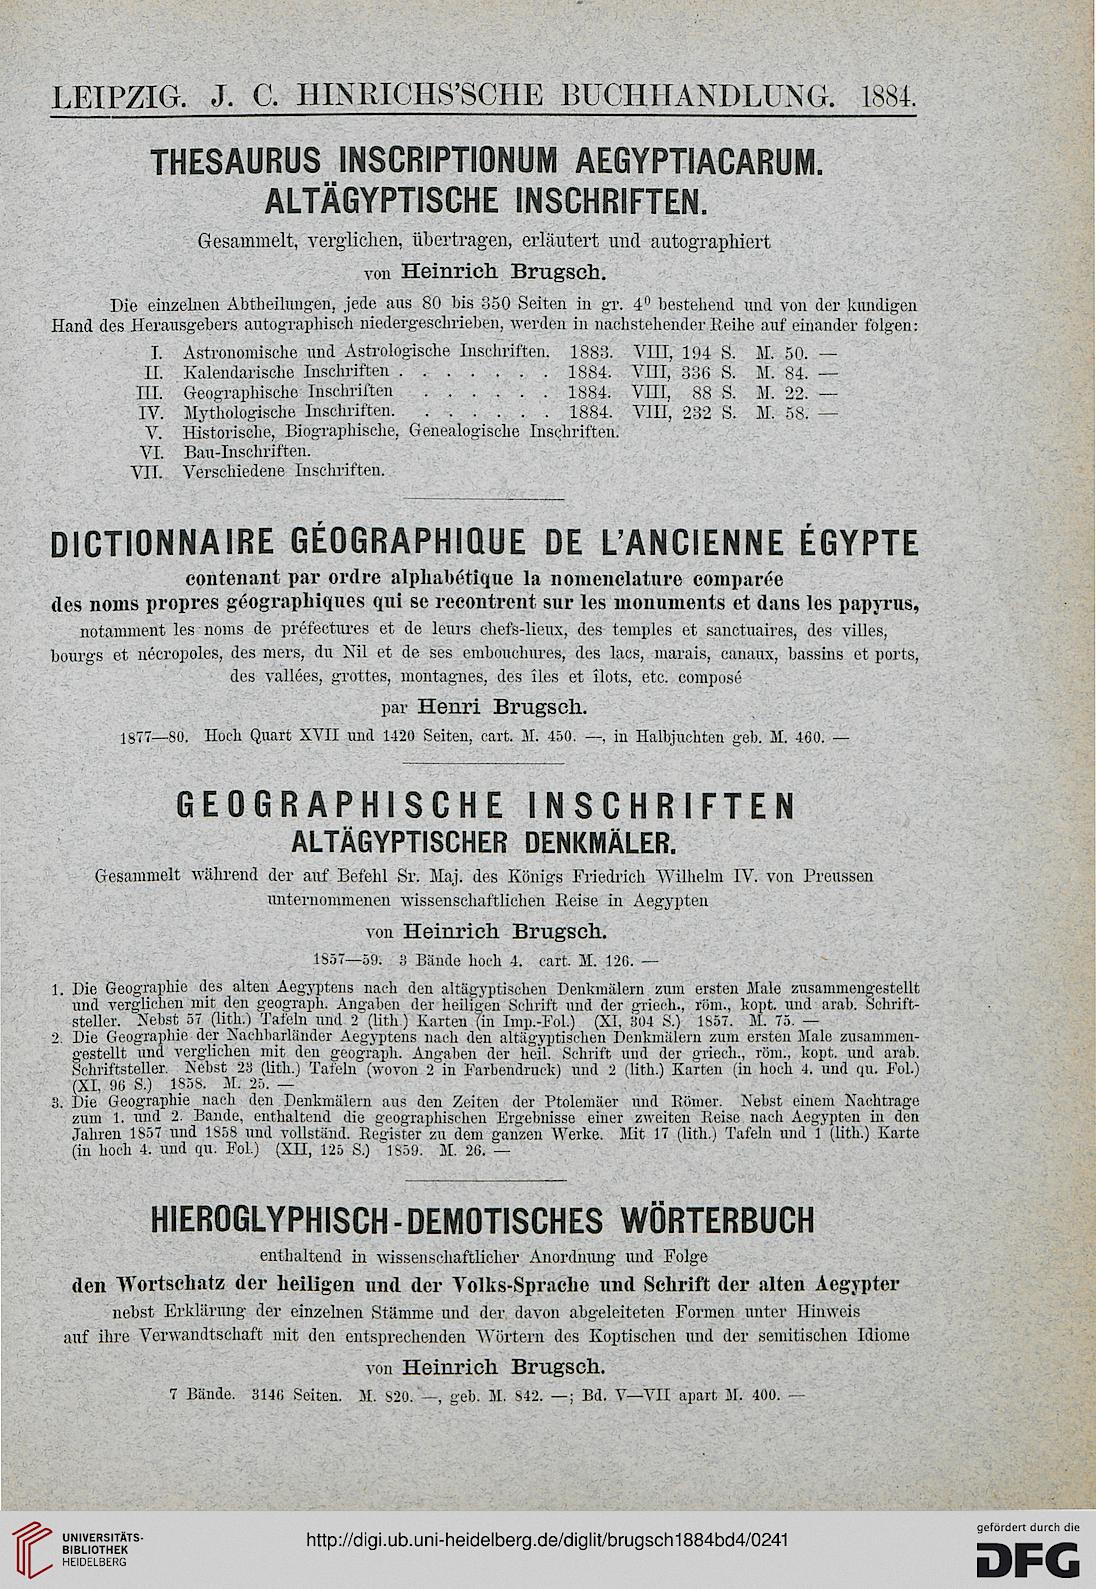 LEIPZIG. J. C. HINRICHS'SCHE BUCHHANDLUNG. 1884.
THESAURUS INSCRIPTIONUM AEGYPTIACARUM.
ALTÄGYPTISCHE INSCHRIFTEN.
Gesammelt, verglichen, übertragen, erläutert und autographiert
von Heinrich Brugsch.
Die einzelnen Abtheilungen, jede aus 80 bis 350 Seiten in gr. 4⁰ bestehend und von der kundigen
Hand des Herausgebers autographisch niedergeschrieben, werden in nachstehender Reihe auf einander folgen:
I. Astronomische und Astrologische Inschriften. 1883. VIII, 194 S. M. 50. —
II. Kalendarische Inschriften . . . . . . . 1884. VIII, 336 S. M. 84. —
III. Geographische Inschriften . . . . . . 1884. VIII, 88 S. M. 22. —
IV. Mythologische Inschriften. . . . . . . 1884. VIII, 232 S. M. 58. —
V. Historische, Biographische, Genealogische Inschriften.
VI. Bau-Inschriften.
VII. Verschiedene Inschriften.
DICTIONNAIRE GÉOGRAPHIQUE DE L'ANCIENNE ÉGYPTE
contenant par ordre alphabétique la nomenclature comparée
des noms propres géographiques qui se recontrent sur les monuments et dans les papyrus,
notamment les noms de préfectures et de leurs chefs-lieux, des temples et sanctuaires, des villes,
bourgs et nécropoles, des mers, du Nil et de ses embouchures, des lacs, marais, canaux, bassins et ports,
des vallées, grottes, montagnes, des îles et îlots, etc. composé
par Henri Brugsch.
1877—80. Hoch Quart XVII und 1420 Seiten, cart. M. 450. —, in Halbjuchten geb. M. 460. —
GEOGRAPHISCHE INSCHRIFTEN
ALTÄGYPTISCHER DENKMÄLER.
Gesammelt während der auf Befehl Sr. Maj. des Königs Friedrich Wilhelm IV. von Preussen
unternommenen wissenschaftlichen Reise in Aegypten
von Heinrich Brugsch.
1857—59. 3 Bände hoch 4. cart. M. 126. —
1. Die Geographie des alten Aegyptens nach den altägyptischen Denkmälern zum ersten Male zusammengestellt
und verglichen mit den geograph. Angaben der heiligen Schrift und der griech., röm., kopt. und arab. Schrift-
steller. Nebst 57 (lith.) Tafeln und 2 (lith.) Karten (in Imp.-Fol.) (XI, 304 S.) 1857. M. 75. —
2. Die Geographie der Nachbarländer Aegyptens nach den altägyptischen Denkmälern zum ersten Male zusammen-
gestellt und verglichen mit den geograph. Angaben der heil. Schrift und der griech., röm., kopt. und arab.
Schriftsteller. Nebst 23 (lith.) Tafeln (wovon 2 in Farbendruck) und 2 (lith.) Karten (in hoch 4. und qu. Fol.)
(XI, 96 S.) 1858. M. 25. —
3. Die Geographie nach den Denkmälern aus den Zeiten der Ptolemäer und Römer. Nebst einem Nachtrage
zum 1. und 2. Bande, enthaltend die geographischen Ergebnisse einer zweiten Reise nach Aegypten in den
Jahren 1857 und 1858 und vollständ. Register zu dem ganzen Werke. Mit 17 (lith.) Tafeln und 1 (lith.) Karte
(in hoch 4. und qu. Fol.) (XII, 125 S.) 1859. M. 26. —
HIEROGLYPHISCH-DEMOTISCHES WÖRTERBUCH
enthaltend in wissenschaftlicher Anordnung und Folge
den Wortschatz der heiligen und der Volks-Sprache und Schrift der alten Aegypter
nebst Erklärung der einzelnen Stämme und der davon abgeleiteten Formen unter Hinweis
auf ihre Verwandtschaft mit den entsprechenden Wörtern des Koptischen und der semitischen Idiome
von Heinrich Brugsch.
7 Bände. 3146 Seiten. M. 820. —, geb. M. 842. —; Bd. V—VII apart M. 400. —
UNIVERSITÄTS-
BIBLIOTHEK
HEIDELBERG
http://digi.ub.uni-heidelberg.de/diglit/brugsch1884bd4/0241
gefördert durch die
DFG